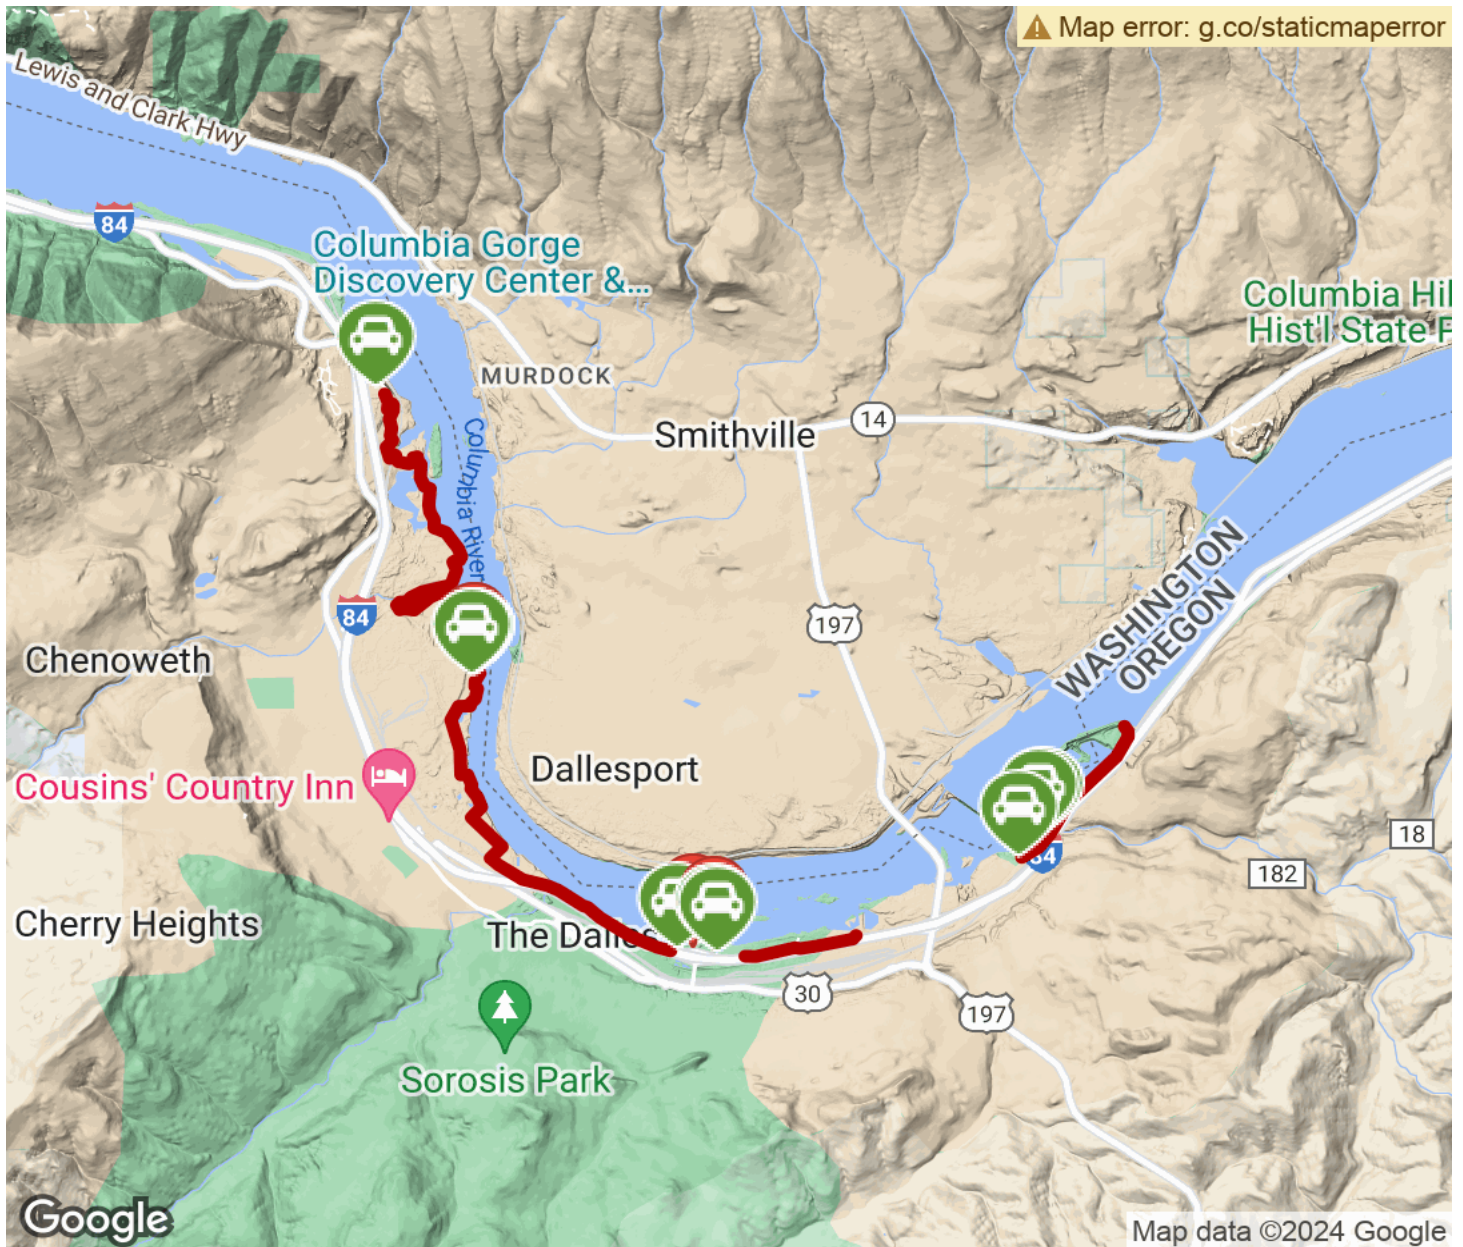 Map error: g.co/staticmaperror
Lewis and Clark Hwy
84
Columbia Gorge
Discovery Center &...
Columbia Hil
Hist'l State P
MURDOCK
14
Smithville
Columbia River
WASHINGTON
OREGON
84
197
Chenoweth
Dallesport
Cousins' Country Inn
18
84
182
Cherry Heights
The Dalles
30
197
Sorosis Park
Google
Map data ©2024 Google